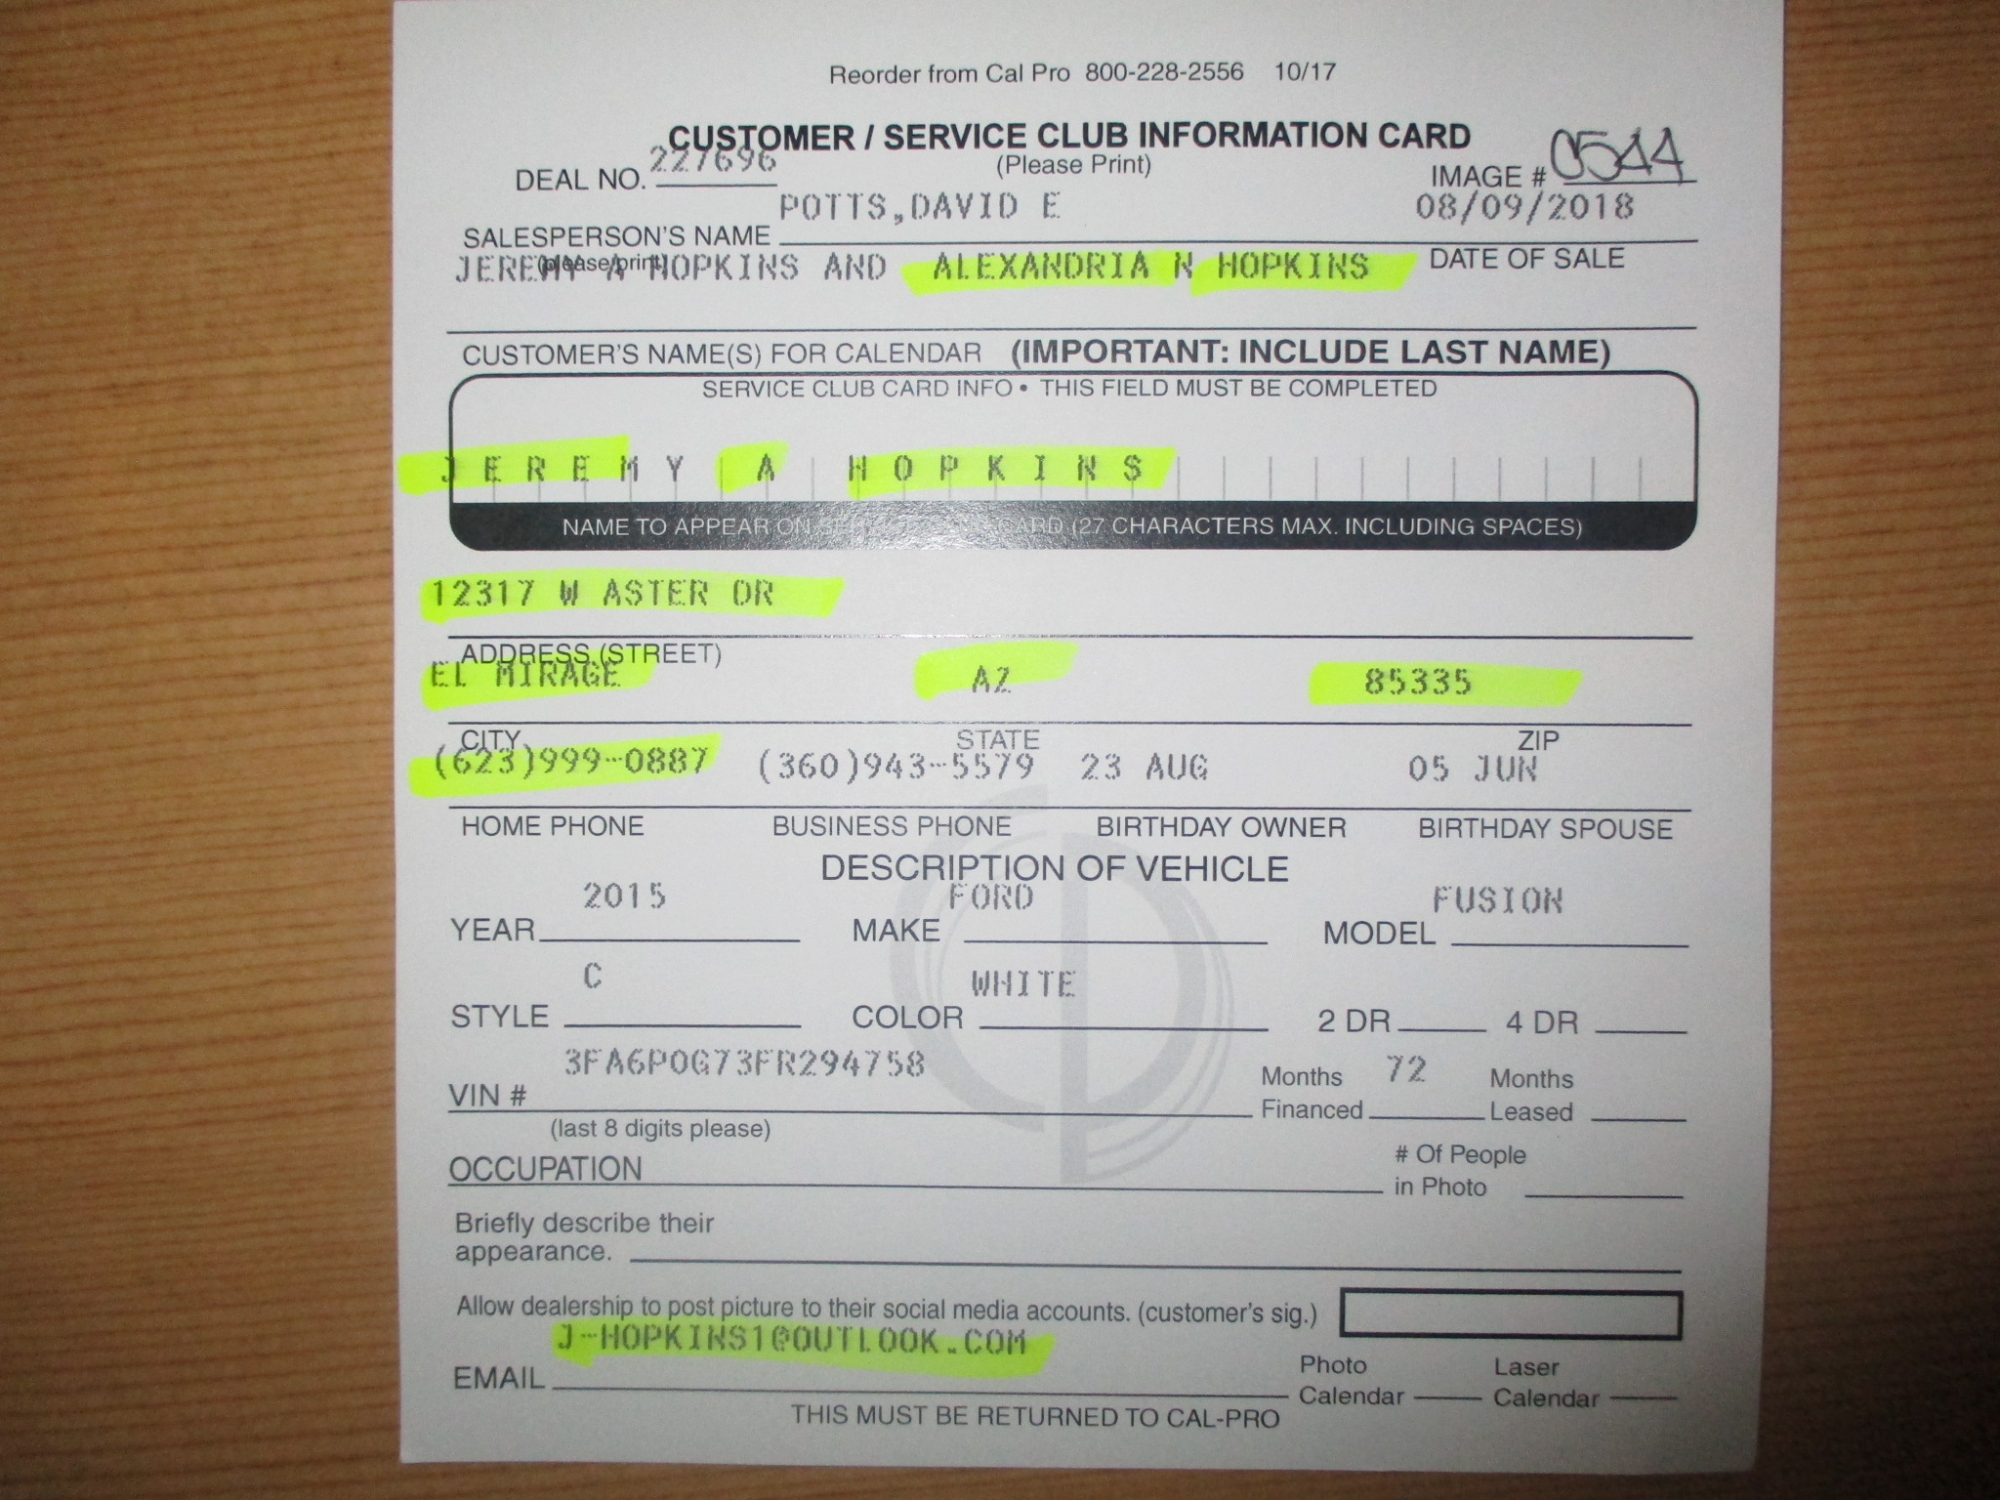 Reorder from Cal Pro 800-228-2556 10/17
CUSTOMER / SERVICE CLUB INFORMATION CARD
(Please Print)
DEAL NO. 227696
IMAGE # 0544
POTTS,DAVID E
08/09/2018
SALESPERSON'S NAME
(please print)
DATE OF SALE
JEREMY A HOPKINS AND ALEXANDRIA N HOPKINS
CUSTOMER'S NAME(S) FOR CALENDAR (IMPORTANT: INCLUDE LAST NAME)
SERVICE CLUB CARD INFO • THIS FIELD MUST BE COMPLETED
JEREMY A HOPKINS
NAME TO APPEAR ON CARD (27 CHARACTERS MAX. INCLUDING SPACES)
12317 W ASTER DR
ADDRESS (STREET)
EL MIRAGE AZ 85335
CITY STATE ZIP
(623)999-0887 (360)943-5579 23 AUG 05 JUN
HOME PHONE BUSINESS PHONE BIRTHDAY OWNER BIRTHDAY SPOUSE
DESCRIPTION OF VEHICLE
2015 FORD FUSION
YEAR MAKE MODEL
C WHITE
STYLE COLOR 2 DR 4 DR
3FA6P0G73FR294758
VIN #
(last 8 digits please)
Months Financed 72
Months Leased
OCCUPATION
# Of People in Photo
Briefly describe their
appearance.
Allow dealership to post picture to their social media accounts. (customer's sig.)
J-HOPKINS1@OUTLOOK.COM
EMAIL
Photo Calendar
Laser Calendar
THIS MUST BE RETURNED TO CAL-PRO